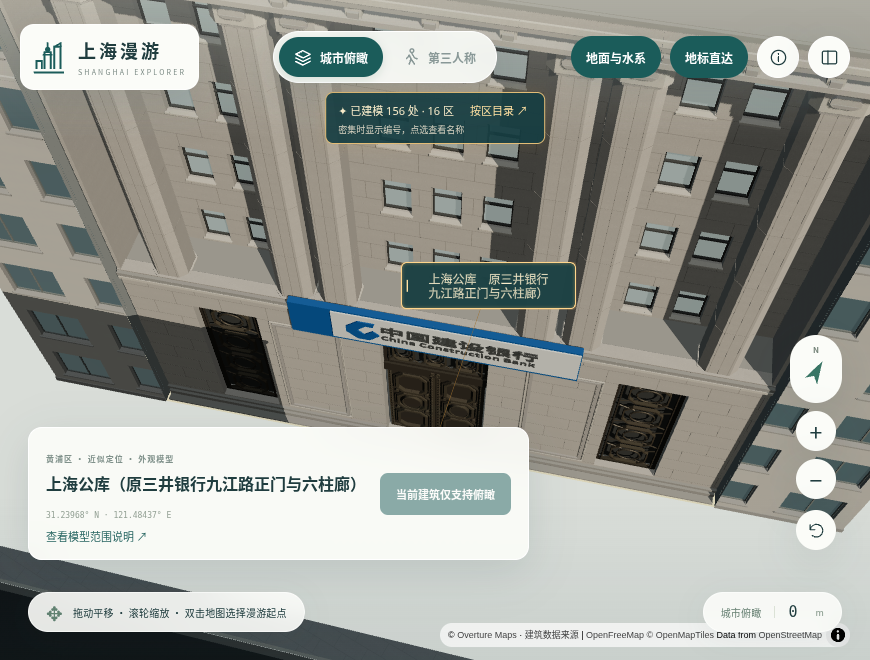 上海漫游
SHANGHAI EXPLORER
城市俯瞰
第三人称
地面与水系
地标直达
✦ 已建模 156 处 · 16 区 按区目录 ↗
密集时显示编号，点选查看名称
上海公库（原三井银行
九江路正门与六柱廊）
中国建设银行
China Construction Bank
N
黄浦区 · 近似定位 · 外观模型
上海公库（原三井银行九江路正门与六柱廊）
当前建筑仅支持俯瞰
31.23968° N · 121.48437° E
查看模型范围说明 ↗
拖动平移 · 滚轮缩放 · 双击地图选择漫游起点
城市俯瞰 0 m
© Overture Maps · 建筑数据来源 | OpenFreeMap © OpenMapTiles Data from OpenStreetMap